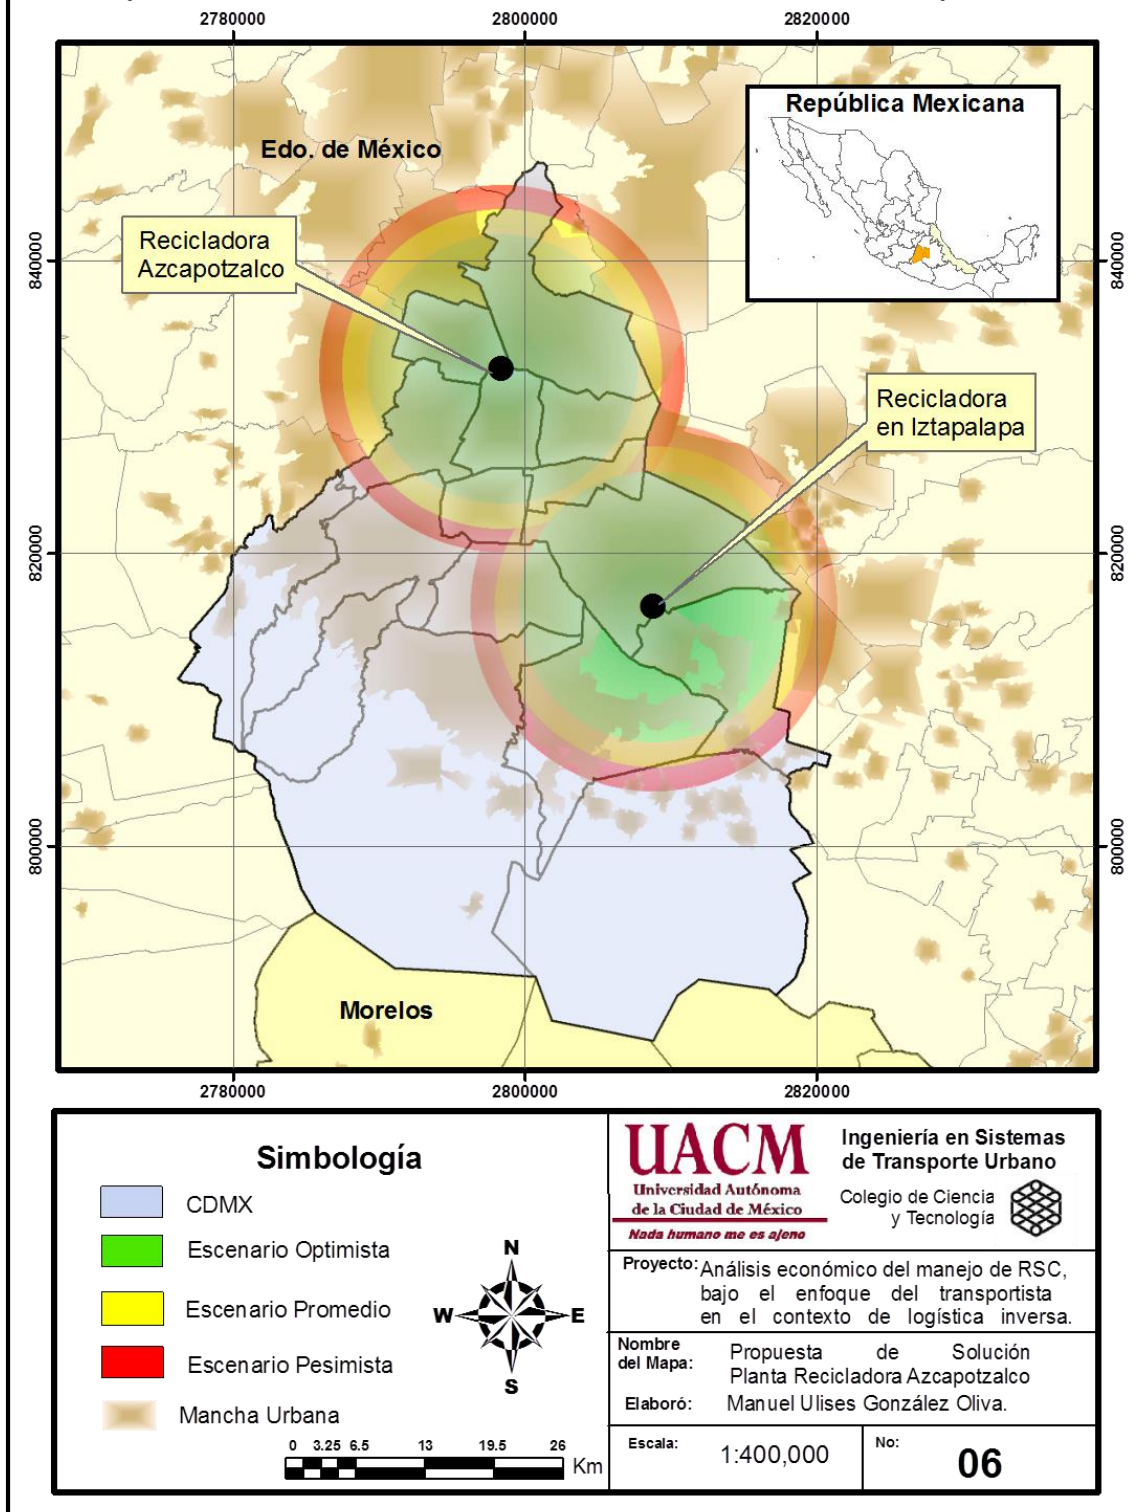 2780000
2800000
2820000
República Mexicana
Edo. de México
Recicladora
Azcapotzalco
840000
840000
Recicladora
en Iztapalapa
820000
820000
800000
800000
Morelos
2780000
2800000
2820000
Simbología
CDMX
Escenario Optimista
Escenario Promedio
Escenario Pesimista
Mancha Urbana
N
W
E
S
0 3.25 6.5 13 19.5 26
Km
UACM
Universidad Autónoma
de la Ciudad de México
Nada humano me es ajeno
Ingeniería en Sistemas
de Transporte Urbano
Colegio de Ciencia
y Tecnología
Proyecto: Análisis económico del manejo de RSC,
bajo el enfoque del transportista
en el contexto de logística inversa.
Nombre
del Mapa:
Propuesta de Solución
Planta Recicladora Azcapotzalco
Elaboró: Manuel Ulises González Oliva.
Escala: 1:400,000
No:
06